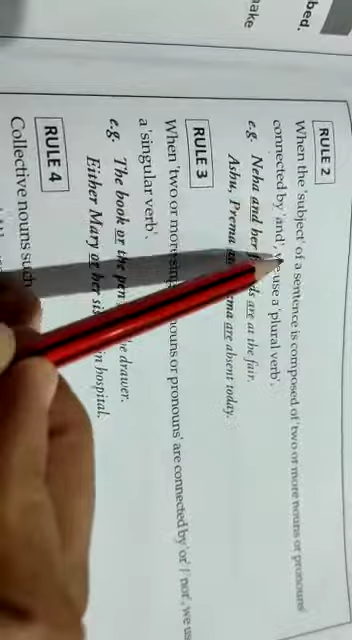 bed.
ake
RULE 2
When the 'subject' of a sentence is composed of 'two or more nouns or pronouns'
connected by 'and', use a 'plural verb'.
e.g. Neha and her are at the fair.
Ashu, Prema are absent today.
RULE 3
When 'two or more nouns or pronouns' are connected by 'or' / 'nor', we
a 'singular verb'.
e.g. The book or the pen drawer.
Either Mary or her in hospital.
RULE 4
Collective nouns such